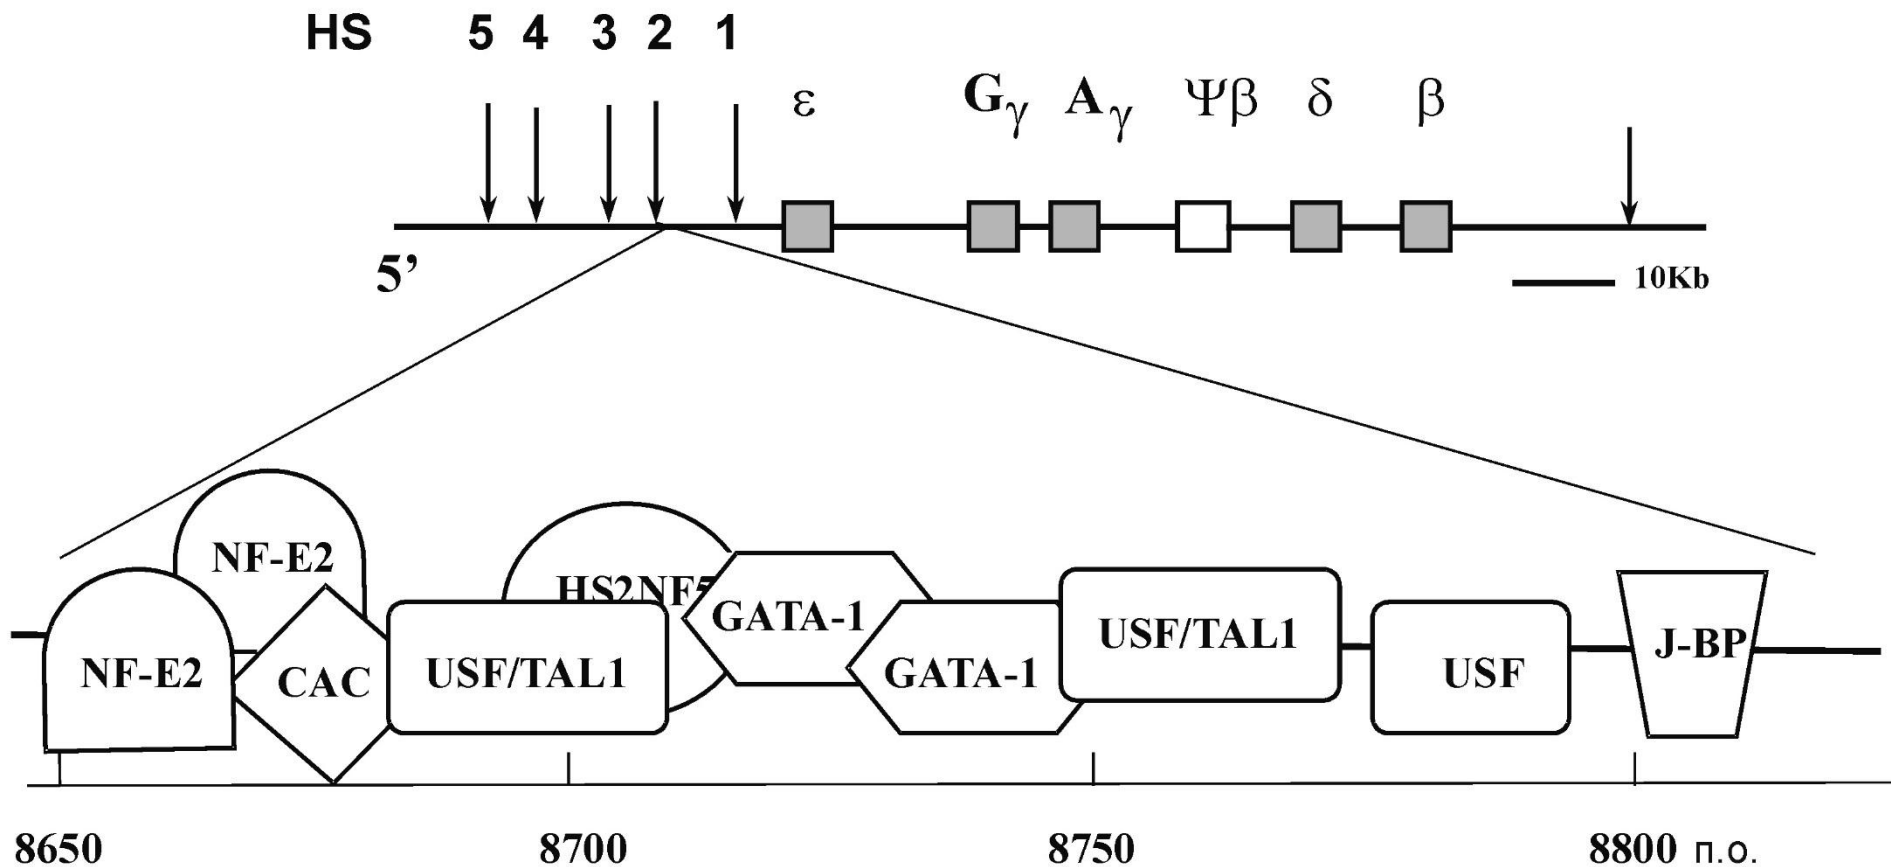 HS 5 4 3 2 1
ε Gγ Aγ Ψβ δ β
5’
10Kb
NF-E2
HS2NF5
NF-E2 CAC USF/TAL1 GATA-1 GATA-1 USF/TAL1 USF J-BP
8650 8700 8750 8800 п.о.